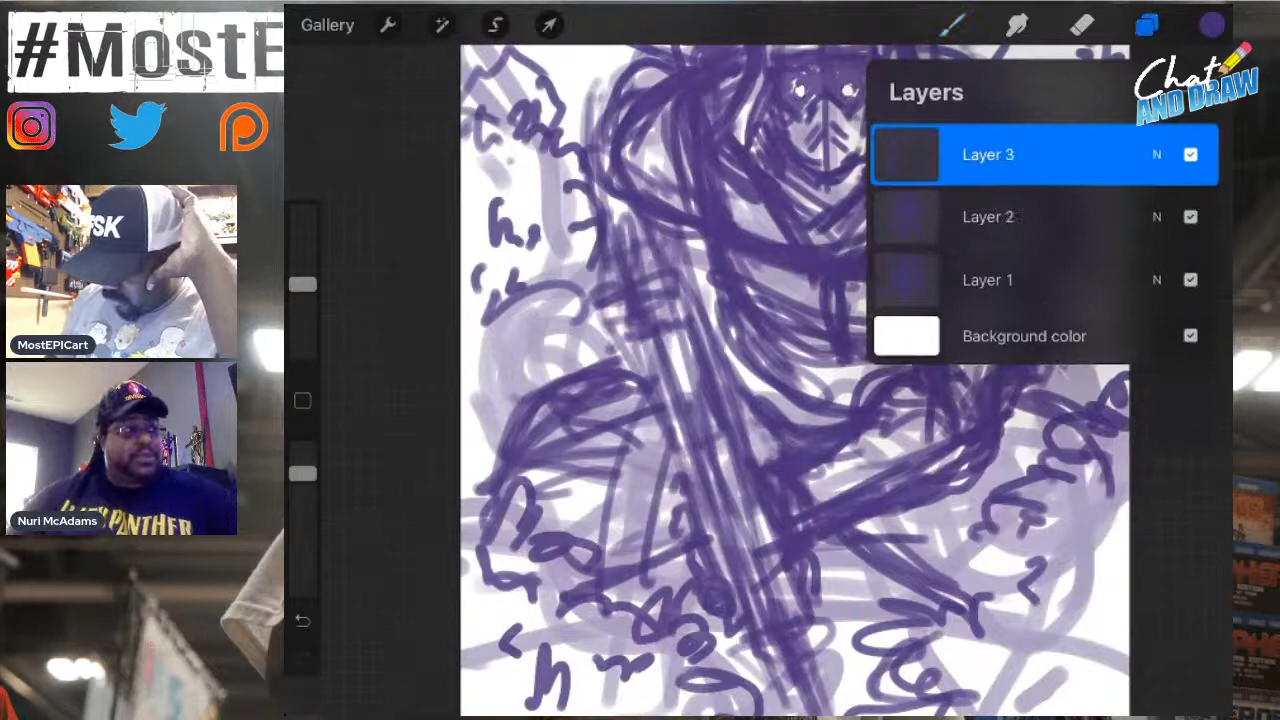 #MostE
Gallery
Chat
AND DRAW
Layers
Layer 3
N
Layer 2
N
Layer 1
N
Background color
MostEPICart
Nuri McAdams